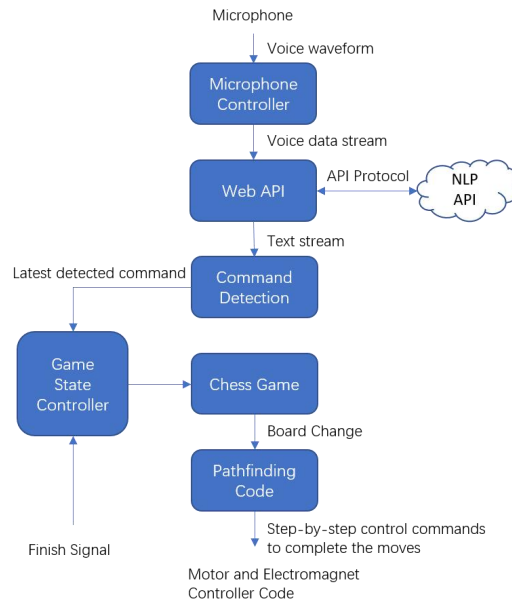 Microphone
Voice waveform
Microphone
Controller
Voice data stream
Web API
API Protocol
NLP
API
Text stream
Latest detected command
Command
Detection
Game
State
Controller
Chess Game
Board Change
Pathfinding
Code
Finish Signal
Step-by-step control commands
to complete the moves
Motor and Electromagnet
Controller Code